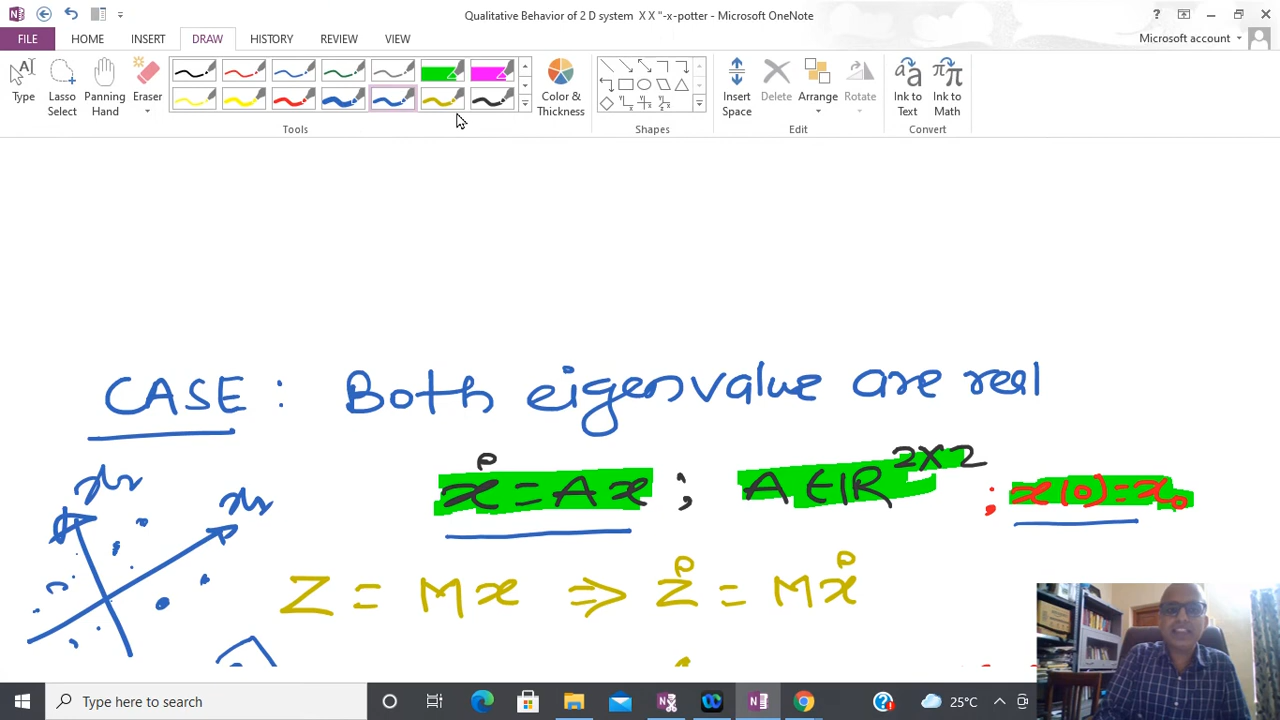 Qualitative Behavior of 2 D system X X "-x-potter - Microsoft OneNote
FILE HOME INSERT DRAW HISTORY REVIEW VIEW
Microsoft account
Type
Lasso Select
Panning Hand
Eraser
Color & Thickness
Insert Space
Delete
Arrange
Rotate
Ink to Text
Ink to Math
Tools
Shapes
Edit
Convert
CASE : Both eigenvalue are real
ẋ = Ax ; A ∈ ℝ^{2×2} ; x(0) = x₀
Z = Mx ⇒ Ż = Mẋ
Type here to search
25°C